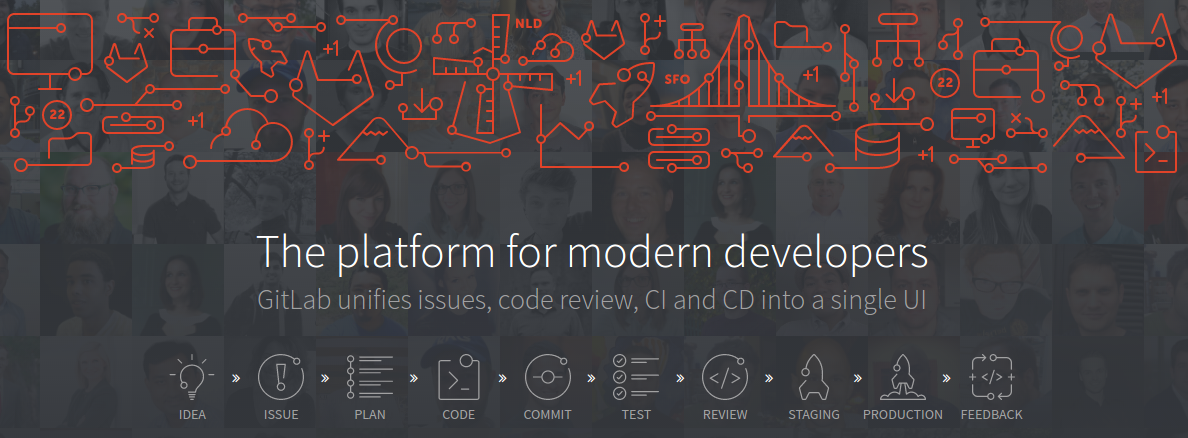 NLD
+1
+1
SFO
+1
22
22
+1
+1
+1
The platform for modern developers
GitLab unifies issues, code review, CI and CD into a single UI
IDEA » ISSUE » PLAN » CODE » COMMIT » TEST » REVIEW » STAGING » PRODUCTION » FEEDBACK